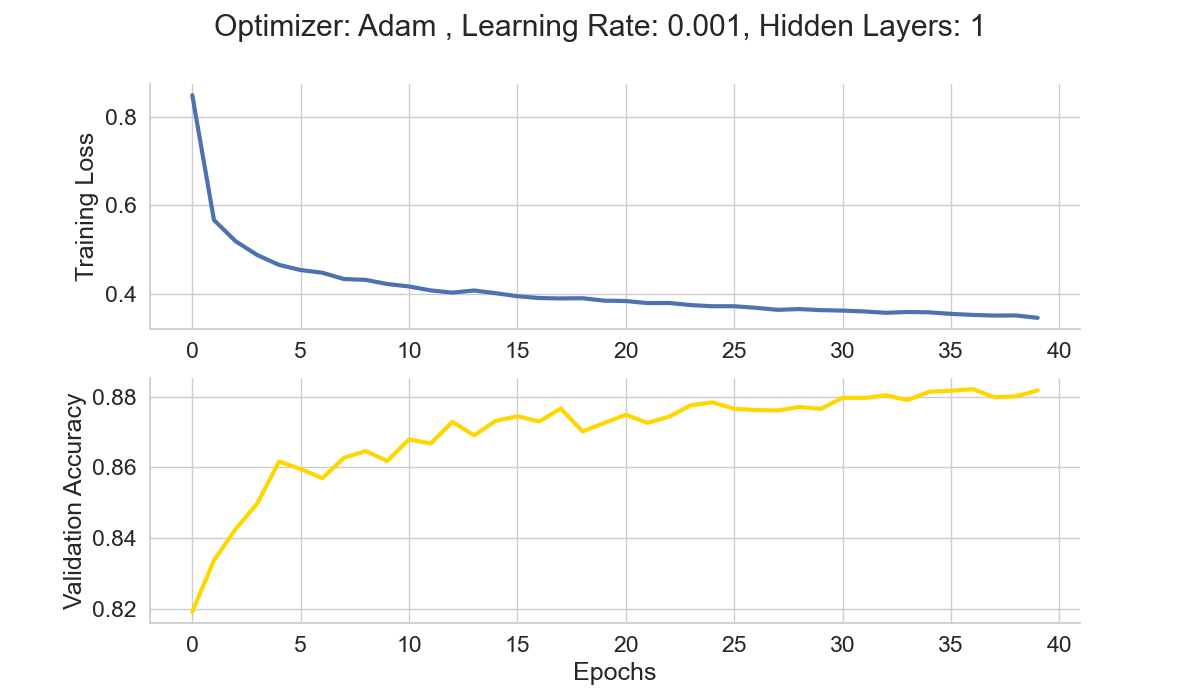 Optimizer: Adam , Learning Rate: 0.001, Hidden Layers: 1
Training Loss
0.8
0.6
0.4
0 5 10 15 20 25 30 35 40
Validation Accuracy
0.88
0.86
0.84
0.82
0 5 10 15 20 25 30 35 40
Epochs